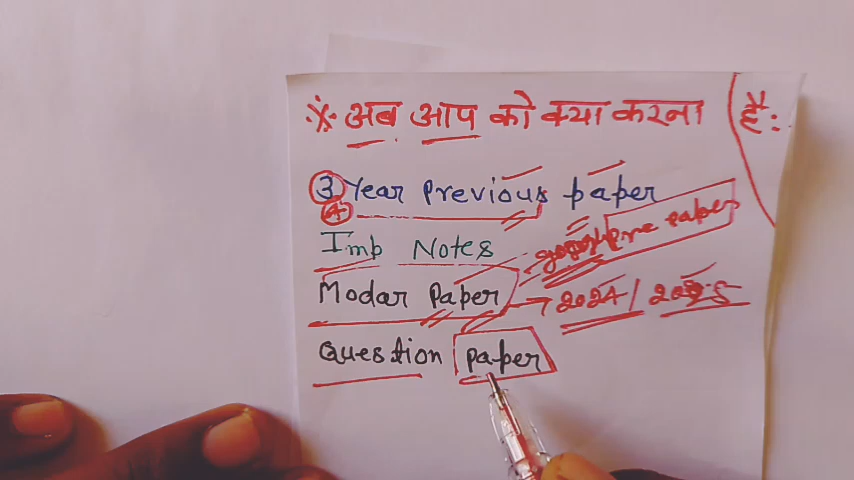 ※ अब आप को क्या करना है:
3 Year Previous paper
4
Imp Notes
pre paper
Modar Paper → 2024 / 2025
Question paper